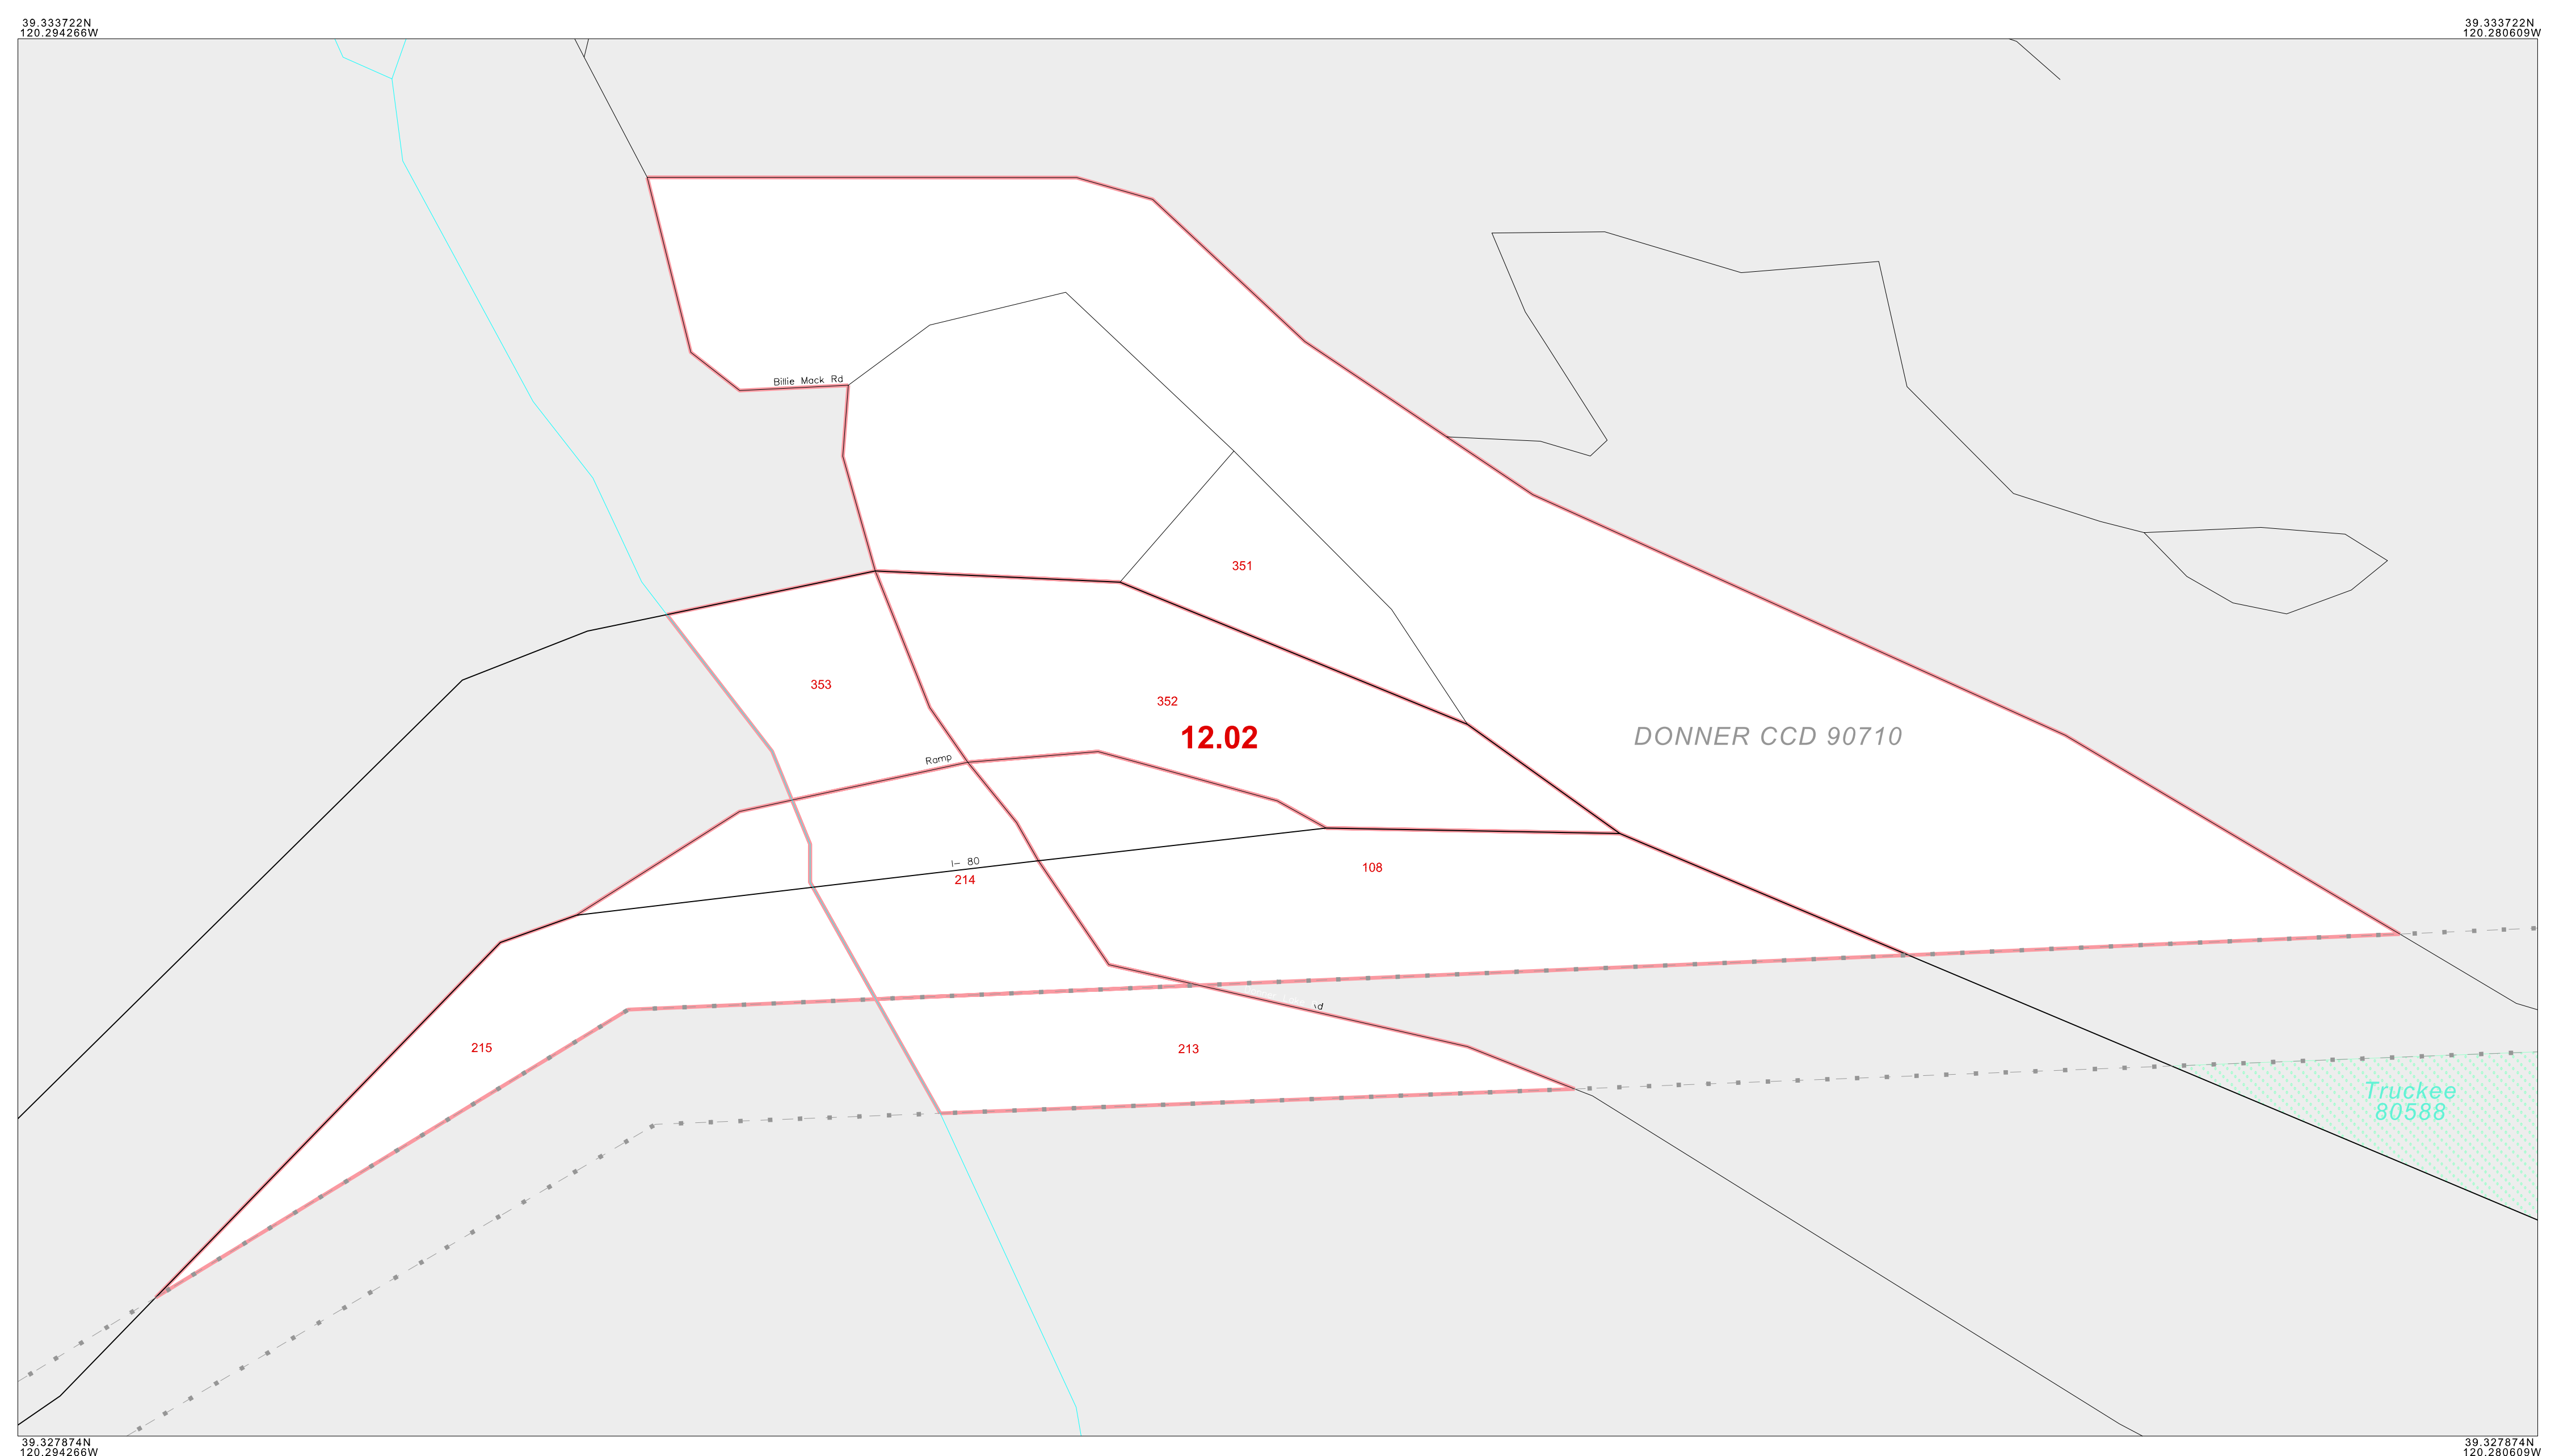 39.333722N
120.294266W
39.333722N
120.280609W
Billie Mack Rd
351
353
352
12.02
DONNER CCD 90710
Ramp
I- 80
214
108
215
213
Truckee
80588
39.327874N
120.294266W
39.327874N
120.280609W